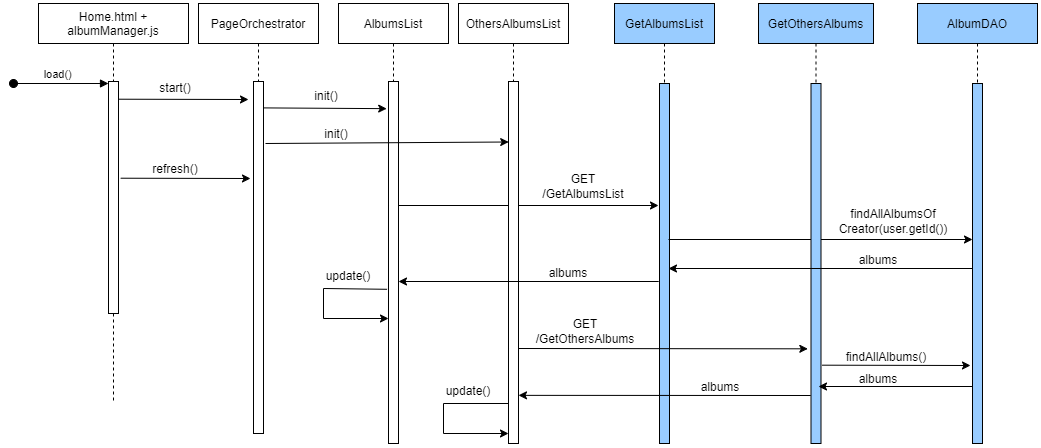 Home.html +
albumManager.js
PageOrchestrator
AlbumsList
OthersAlbumsList
GetAlbumsList
GetOthersAlbums
AlbumDAO
load()
start()
init()
init()
refresh()
GET
/GetAlbumsList
findAllAlbumsOf
Creator(user.getId())
albums
albums
update()
GET
/GetOthersAlbums
findAllAlbums()
albums
albums
update()